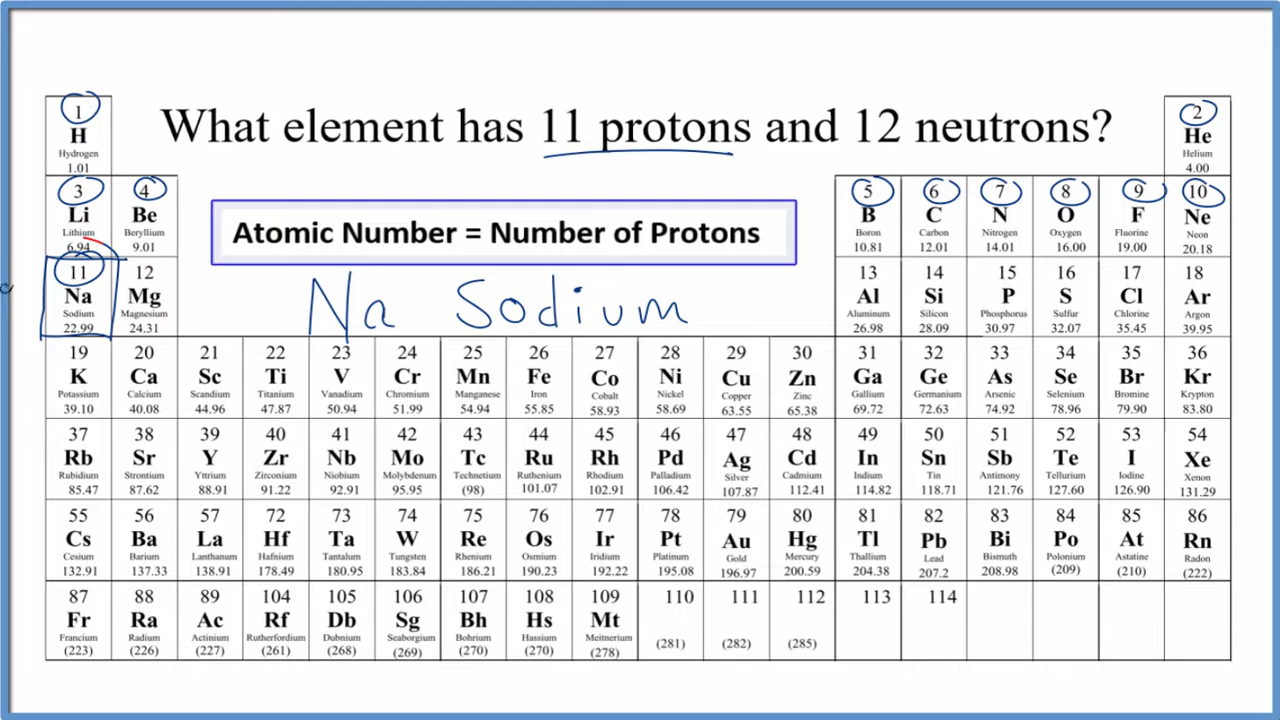 What element has 11 protons and 12 neutrons?
Atomic Number = Number of Protons
Na Sodium
1 2
H He
Hydrogen Helium
1.01 4.00
3 4 5 6 7 8 9 10
Li Be B C N O F Ne
Lithium Beryllium Boron Carbon Nitrogen Oxygen Fluorine Neon
6.94 9.01 10.81 12.01 14.01 16.00 19.00 20.18
11 12 13 14 15 16 17 18
Na Mg Al Si P S Cl Ar
Sodium Magnesium Aluminum Silicon Phosphorus Sulfur Chlorine Argon
22.99 24.31 26.98 28.09 30.97 32.07 35.45 39.95
19 20 21 22 23 24 25 26 27 28 29 30 31 32 33 34 35 36
K Ca Sc Ti V Cr Mn Fe Co Ni Cu Zn Ga Ge As Se Br Kr
Potassium Calcium Scandium Titanium Vanadium Chromium Manganese Iron Cobalt Nickel Copper Zinc Gallium Germanium Arsenic Selenium Bromine Krypton
39.10 40.08 44.96 47.87 50.94 51.99 54.94 55.85 58.93 58.69 63.55 65.38 69.72 72.63 74.92 78.96 79.90 83.80
37 38 39 40 41 42 43 44 45 46 47 48 49 50 51 52 53 54
Rb Sr Y Zr Nb Mo Tc Ru Rh Pd Ag Cd In Sn Sb Te I Xe
Rubidium Strontium Yttrium Zirconium Niobium Molybdenum Technetium Ruthenium Rhodium Palladium Silver Cadmium Indium Tin Antimony Tellurium Iodine Xenon
85.47 87.62 88.91 91.22 92.91 95.95 (98) 101.07 102.91 106.42 107.87 112.41 114.82 118.71 121.76 127.60 126.90 131.29
55 56 57 72 73 74 75 76 77 78 79 80 81 82 83 84 85 86
Cs Ba La Hf Ta W Re Os Ir Pt Au Hg Tl Pb Bi Po At Rn
Cesium Barium Lanthanum Hafnium Tantalum Tungsten Rhenium Osmium Iridium Platinum Gold Mercury Thallium Lead Bismuth Polonium Astatine Radon
132.91 137.33 138.91 178.49 180.95 183.84 186.21 190.23 192.22 195.08 196.97 200.59 204.38 207.2 208.98 (209) (210) (222)
87 88 89 104 105 106 107 108 109 110 111 112 113 114
Fr Ra Ac Rf Db Sg Bh Hs Mt
Francium Radium Actinium Rutherfordium Dubnium Seaborgium Bohrium Hassium Meitnerium
(223) (226) (227) (261) (268) (269) (270) (270) (278) (281) (282) (285)